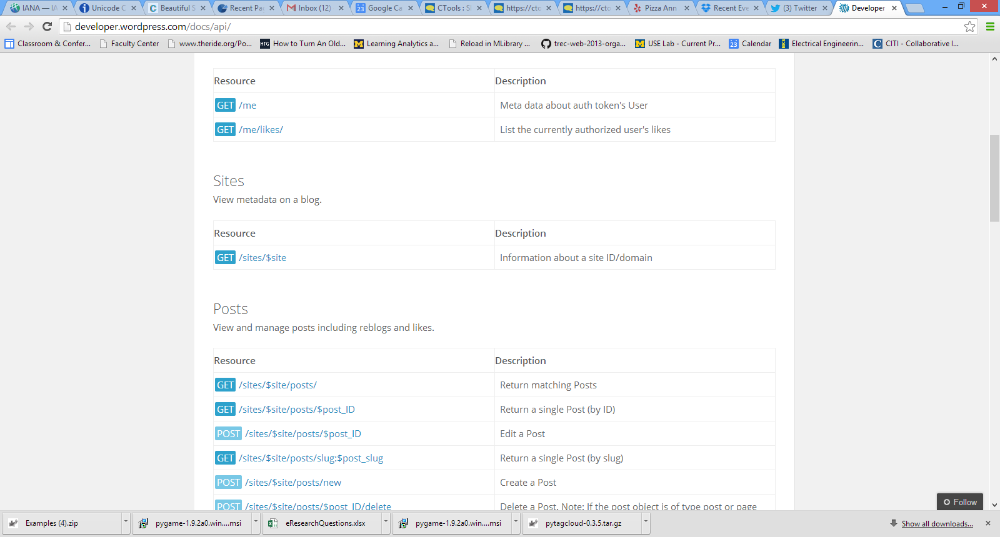 IANA — IA
Unicode C
Beautiful S
Recent Pa
Inbox (12)
Google Ca
CTools : S
https://cto
https://cto
Pizza Ann
Recent Eve
(3) Twitter
Developer
developer.wordpress.com/docs/api/
Classroom & Confer...
Faculty Center
www.theride.org/Po...
HTG How to Turn An Old...
Learning Analytics a...
Reload in MLibrary ...
trec-web-2013-orga...
USE Lab - Current Pr...
23 Calendar
Electrical Engineerin...
CITI - Collaborative I...
Resource Description
GET /me Meta data about auth token's User
GET /me/likes/ List the currently authorized user's likes
Sites
View metadata on a blog.
Resource Description
GET /sites/$site Information about a site ID/domain
Posts
View and manage posts including reblogs and likes.
Resource Description
GET /sites/$site/posts/ Return matching Posts
GET /sites/$site/posts/$post_ID Return a single Post (by ID)
POST /sites/$site/posts/$post_ID Edit a Post
GET /sites/$site/posts/slug:$post_slug Return a single Post (by slug)
POST /sites/$site/posts/new Create a Post
POST /sites/$site/posts/$post_ID/delete Delete a Post. Note: If the post object is of type post or page
Follow
Examples (4).zip
pygame-1.9.2a0.win....msi
eResearchQuestions.xlsx
pygame-1.9.2a0.win....msi
pytagcloud-0.3.5.tar.gz
Show all downloads...